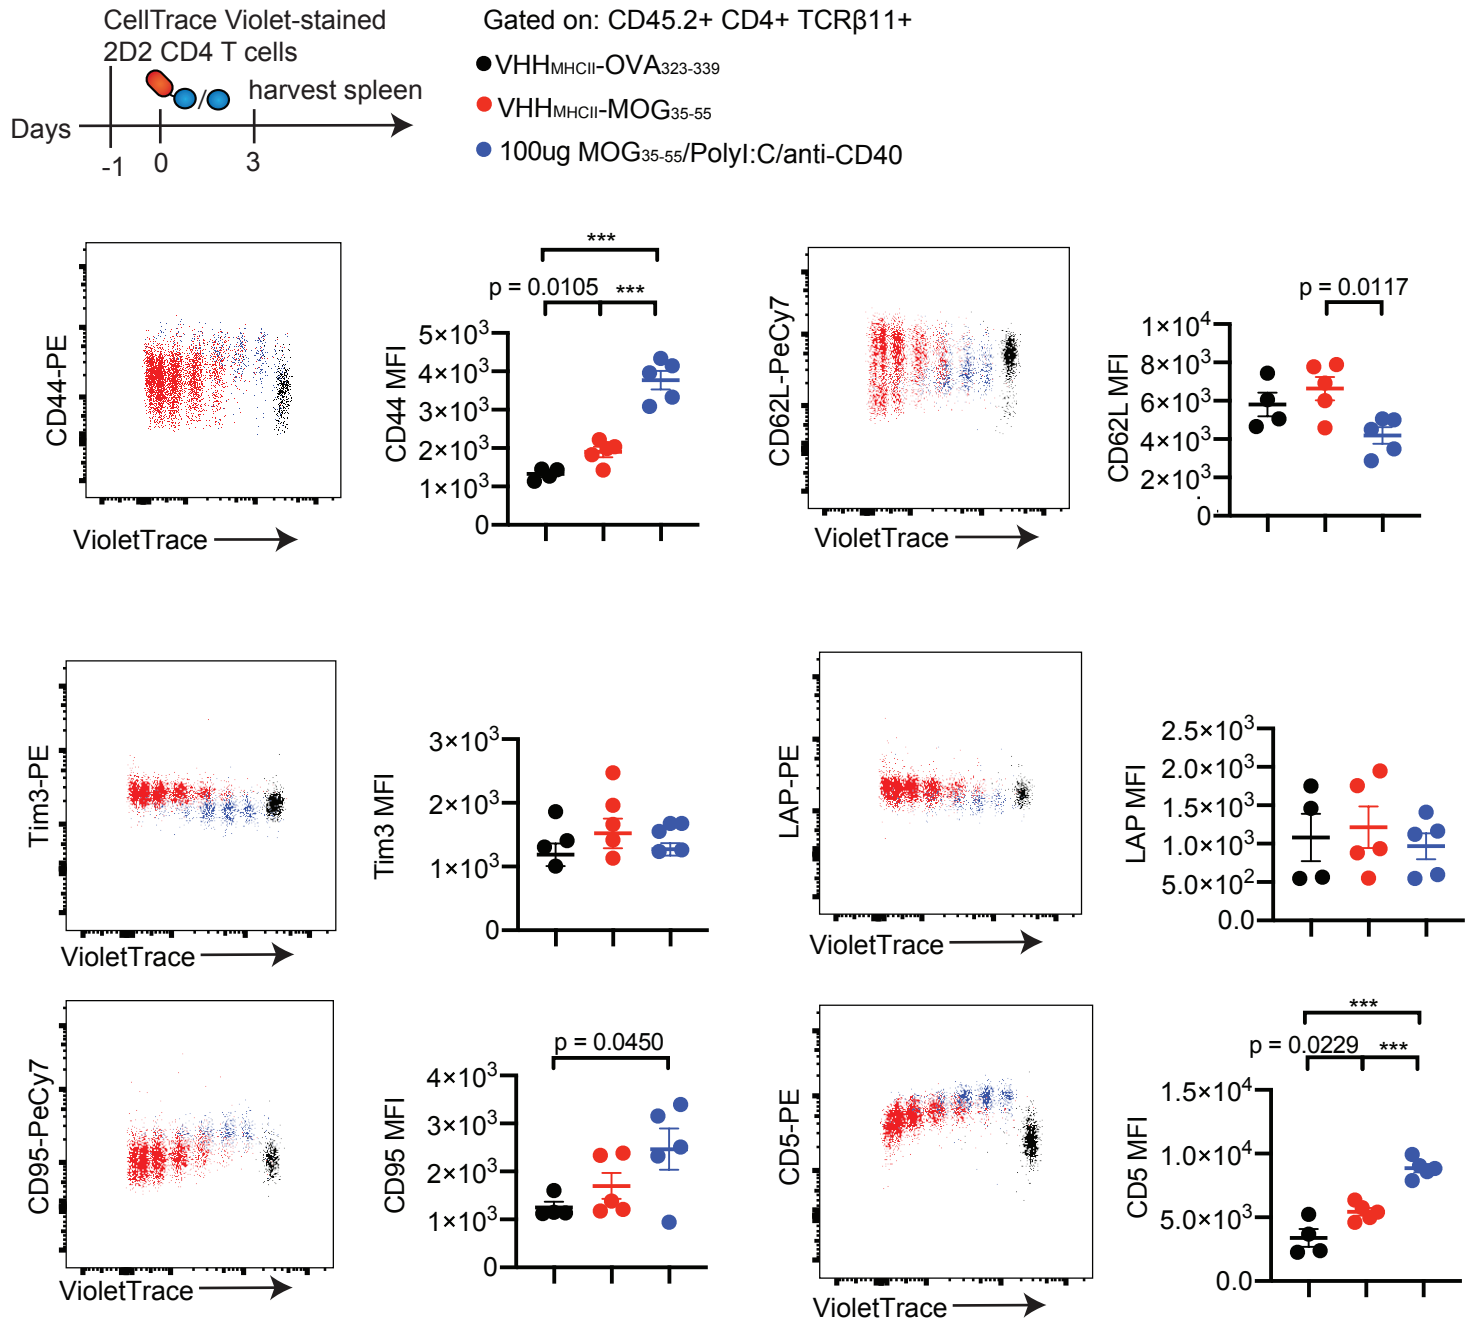 CellTrace Violet-stained
2D2 CD4 T cells
/ harvest spleen
Days
-1 0 3
Gated on: CD45.2+ CD4+ TCRβ11+
VHHMHCII-OVA323-339
VHHMHCII-MOG35-55
100ug MOG35-55/PolyI:C/anti-CD40
CD44-PE
VioletTrace
***
p = 0.0105 ***
CD44 MFI
5×10³
4×10³
3×10³
2×10³
1×10³
0
CD62L-PeCy7
VioletTrace
p = 0.0117
CD62L MFI
1×10⁴
8×10³
6×10³
4×10³
2×10³
0
Tim3-PE
VioletTrace
Tim3 MFI
3×10³
2×10³
1×10³
0
LAP-PE
VioletTrace
LAP MFI
2.5×10³
2.0×10³
1.5×10³
1.0×10³
5.0×10²
0.0
CD95-PeCy7
VioletTrace
p = 0.0450
CD95 MFI
4×10³
3×10³
2×10³
1×10³
0
CD5-PE
VioletTrace
***
p = 0.0229 ***
CD5 MFI
1.5×10⁴
1.0×10⁴
5.0×10³
0.0